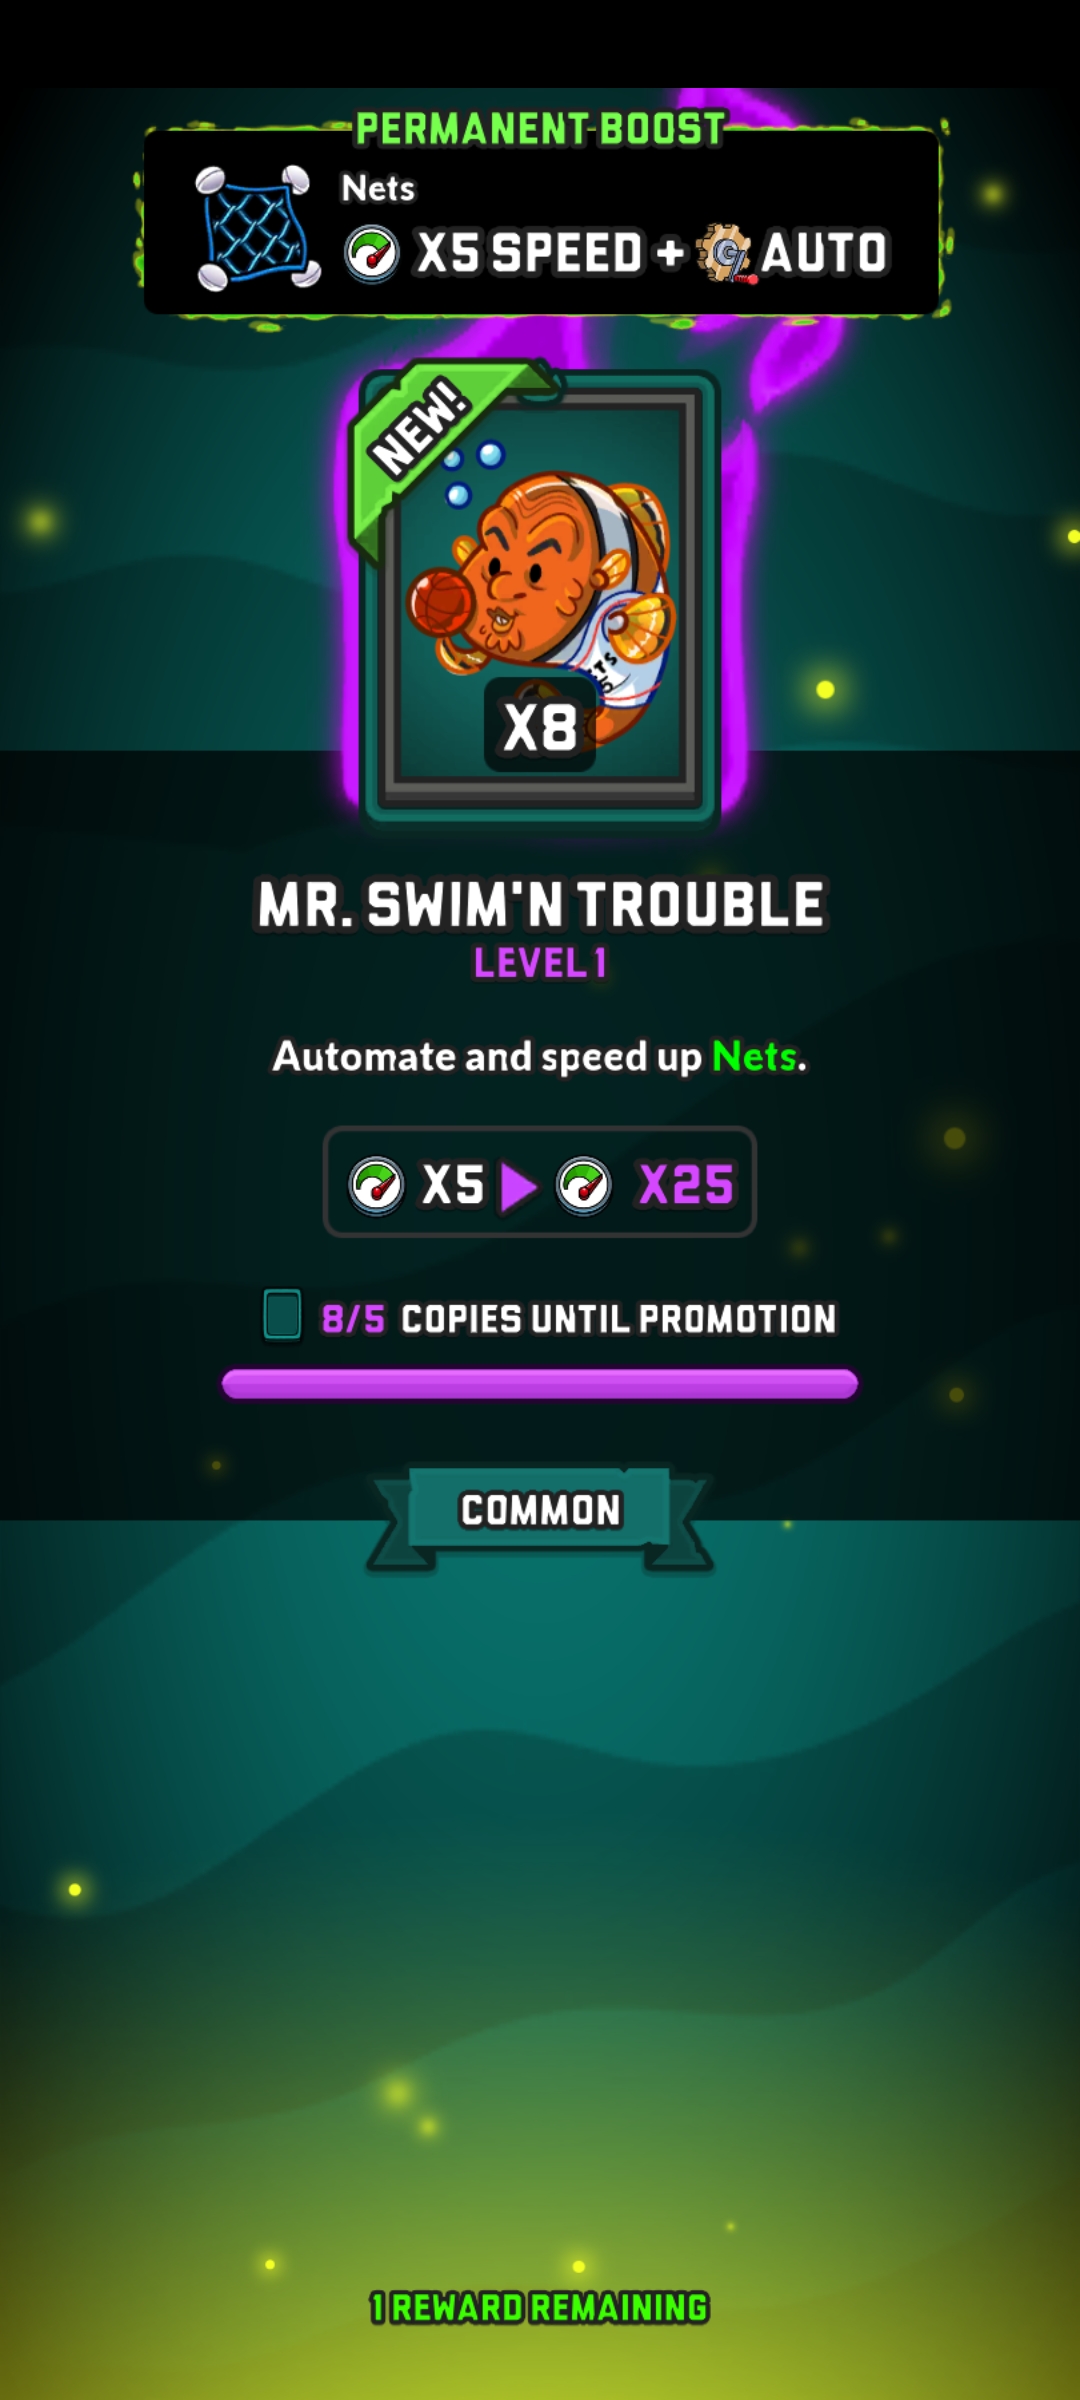 PERMANENT BOOST
Nets
X5 SPEED + AUTO
NEW!
X8
MR. SWIM'N TROUBLE
LEVEL 1
Automate and speed up Nets.
X5 X25
8/5 COPIES UNTIL PROMOTION
COMMON
1 REWARD REMAINING